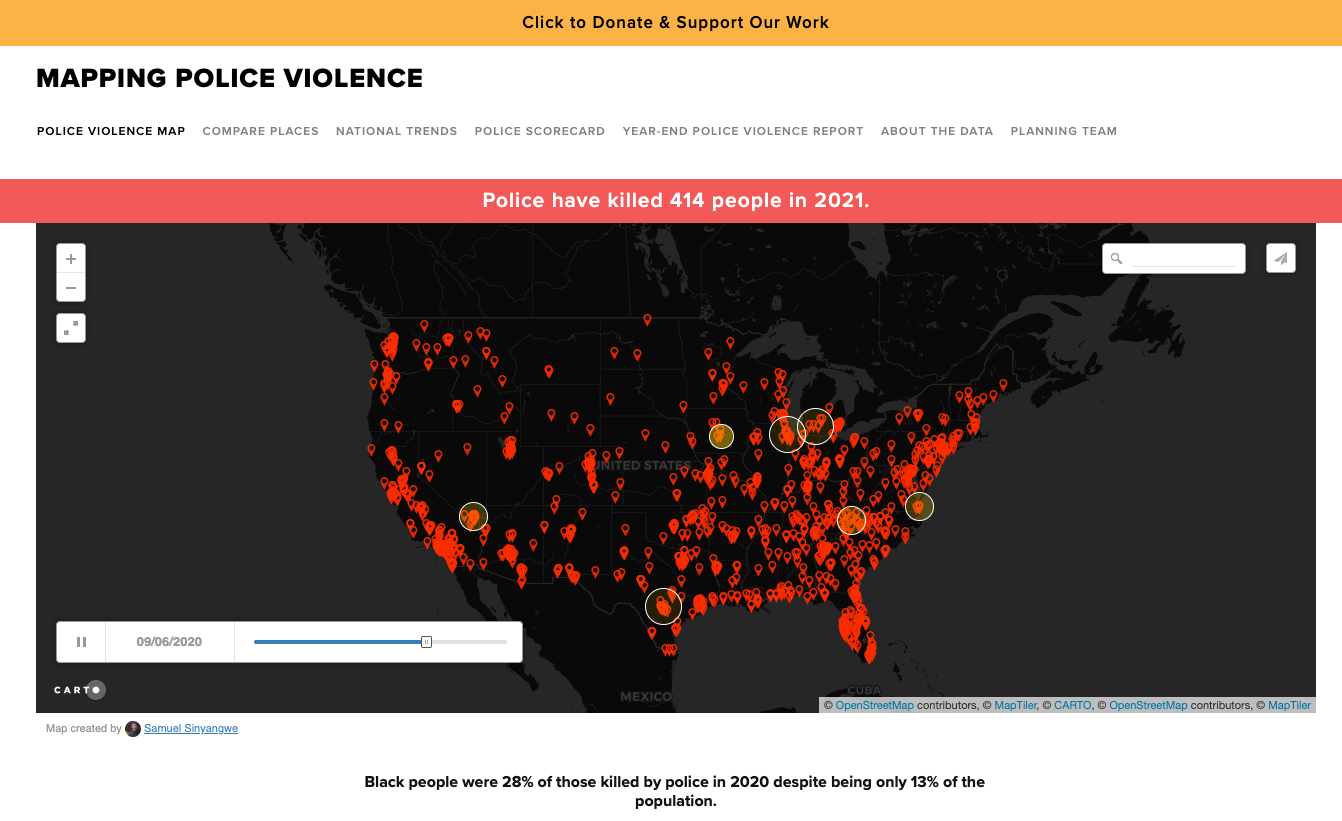 Click to Donate & Support Our Work
MAPPING POLICE VIOLENCE
POLICE VIOLENCE MAP COMPARE PLACES NATIONAL TRENDS POLICE SCORECARD YEAR-END POLICE VIOLENCE REPORT ABOUT THE DATA PLANNING TEAM
Police have killed 414 people in 2021.
+
−
UNITED STATES
09/06/2020
CARTO
MEXICO
CUBA
© OpenStreetMap contributors, © MapTiler, © CARTO, © OpenStreetMap contributors, © MapTiler
Map created by Samuel Sinyangwe
Black people were 28% of those killed by police in 2020 despite being only 13% of the
population.